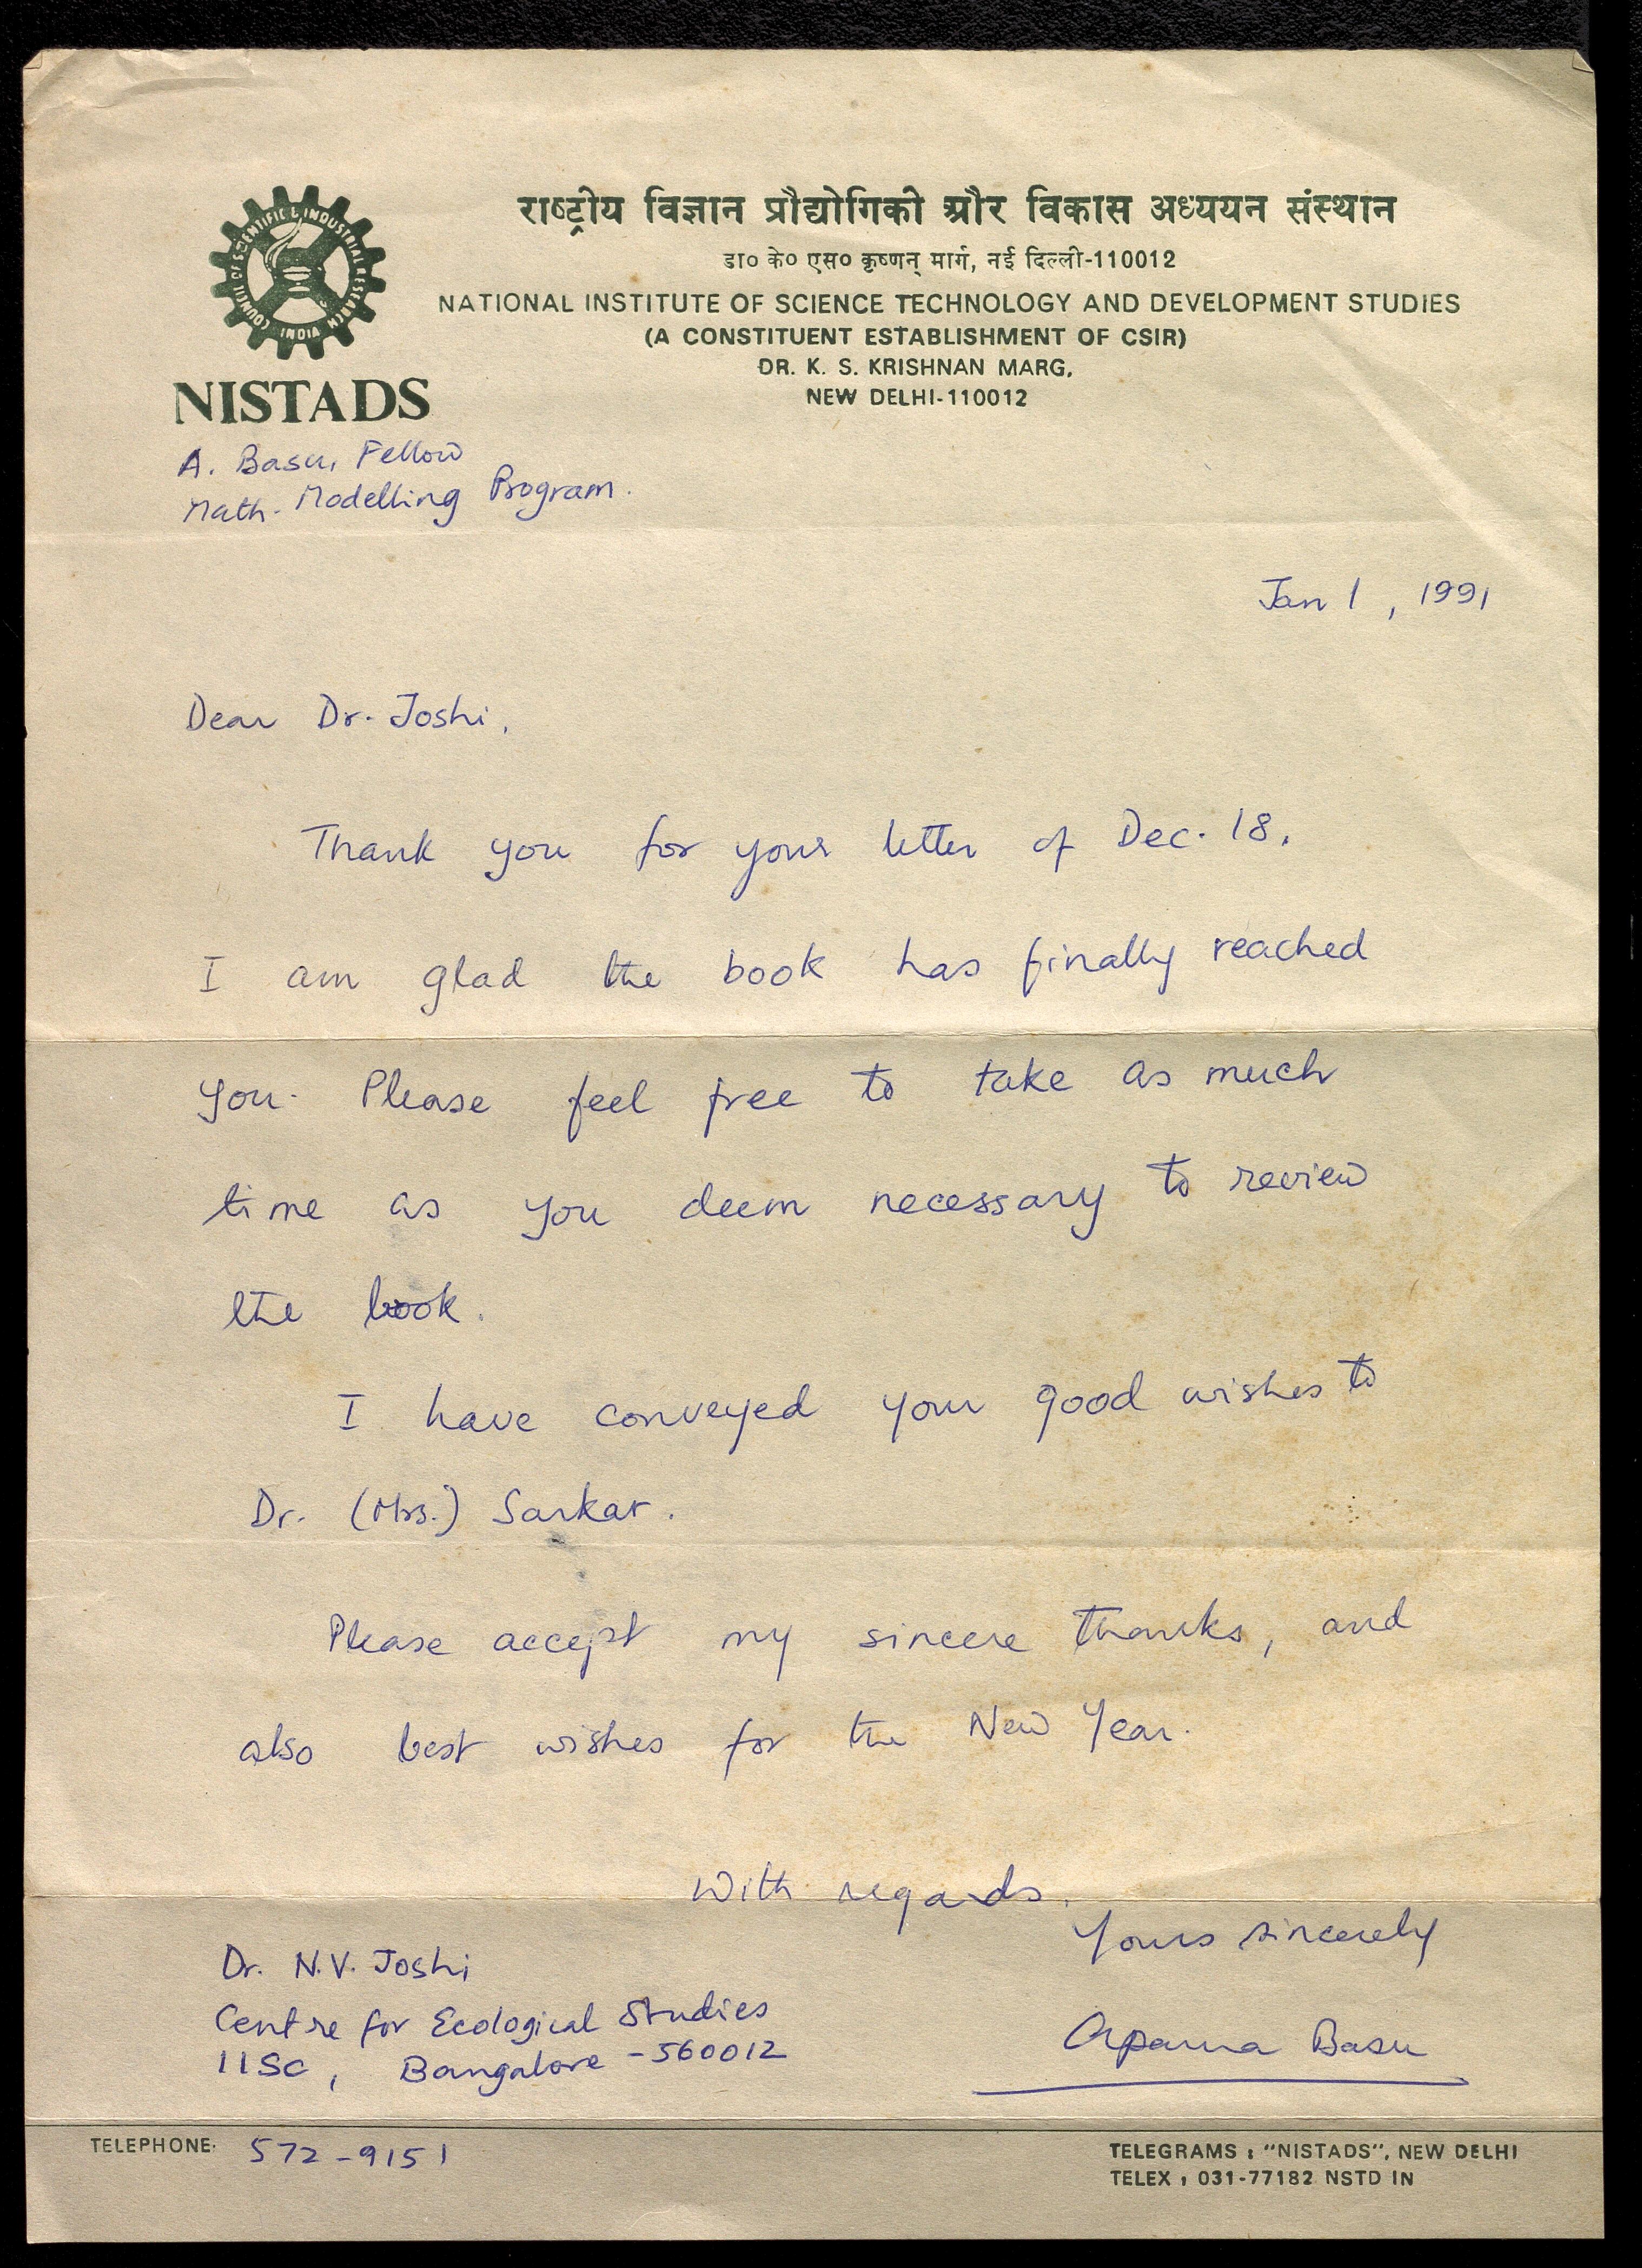 COUNCIL OF SCIENTIFIC & INDUSTRIAL RESEARCH
INDIA
NISTADS
राष्ट्रीय विज्ञान प्रौद्योगिकी और विकास अध्ययन संस्थान
डा० के० एस० कृष्णन् मार्ग, नई दिल्ली-110012
NATIONAL INSTITUTE OF SCIENCE TECHNOLOGY AND DEVELOPMENT STUDIES
(A CONSTITUENT ESTABLISHMENT OF CSIR)
DR. K. S. KRISHNAN MARG,
NEW DELHI-110012
A. Basu, Fellow
Math. Modelling Program.
Jan 1, 1991
Dear Dr. Joshi,
Thank you for your letter of Dec. 18.
I am glad the book has finally reached
you. Please feel free to take as much
time as you deem necessary to review
the book.
I have conveyed your good wishes to
Dr. (Mrs.) Sarkar.
Please accept my sincere thanks, and
also best wishes for the New Year.
With regards.
Yours sincerely
Aparna Basu
Dr. N.V. Joshi
Centre for Ecological Studies
IISc, Bangalore - 560012
TELEPHONE: 572-9151
TELEGRAMS : "NISTADS", NEW DELHI
TELEX : 031-77182 NSTD IN